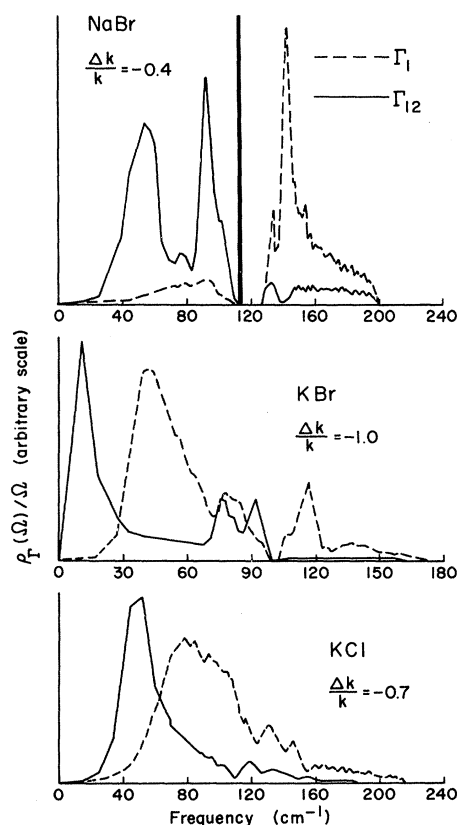 NaBr
Δk/k = -0.4
Γ1
Γ12
0 40 80 120 160 200 240
KBr
Δk/k = -1.0
0 30 60 90 120 150 180
KCl
Δk/k = -0.7
0 40 80 120 160 200 240
Frequency (cm⁻¹)
ρΓ(Ω)/Ω (arbitrary scale)